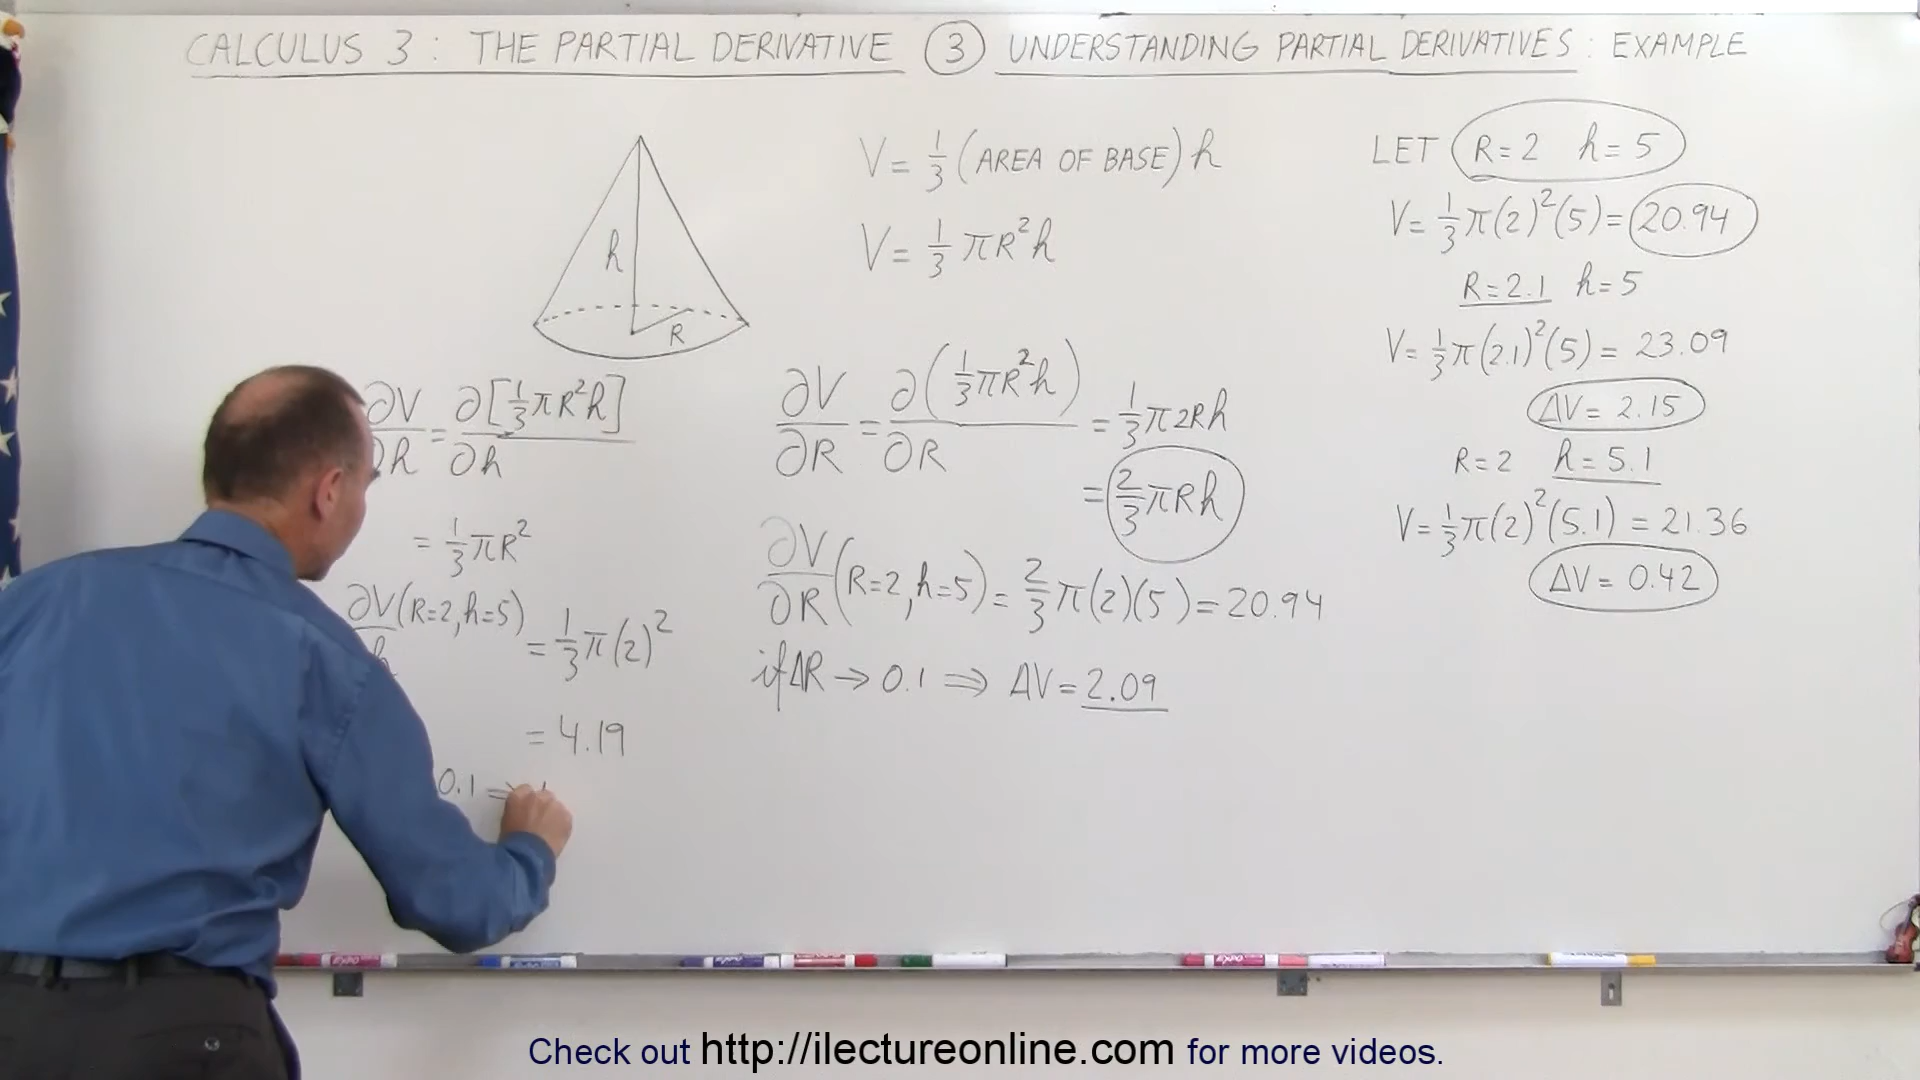 CALCULUS 3 : THE PARTIAL DERIVATIVE ③ UNDERSTANDING PARTIAL DERIVATIVES : EXAMPLE
h
R
∂V/∂h = ∂[1/3 πR²h]/∂h
= 1/3 πR²
∂V/∂h (R=2, h=5) = 1/3 π(2)²
= 4.19
0.1 ⇒
V = 1/3 (AREA OF BASE) h
V = 1/3 πR²h
∂V/∂R = ∂(1/3 πR²h)/∂R = 1/3 π2Rh
= 2/3 πRh
∂V/∂R (R=2, h=5) = 2/3 π(2)(5) = 20.94
if ΔR → 0.1 ⇒ ΔV = 2.09
LET R=2 h=5
V = 1/3 π(2)²(5) = 20.94
R=2.1 h=5
V = 1/3 π(2.1)²(5) = 23.09
ΔV = 2.15
R=2 h=5.1
V = 1/3 π(2)²(5.1) = 21.36
ΔV = 0.42
Check out http://ilectureonline.com for more videos.